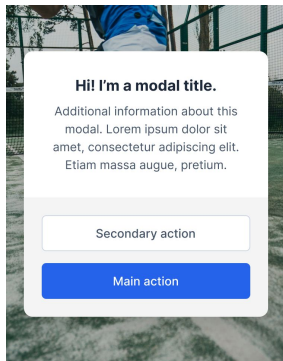 Hi! I'm a modal title.
Additional information about this
modal. Lorem ipsum dolor sit
amet, consectetur adipiscing elit.
Etiam massa augue, pretium.
Secondary action
Main action